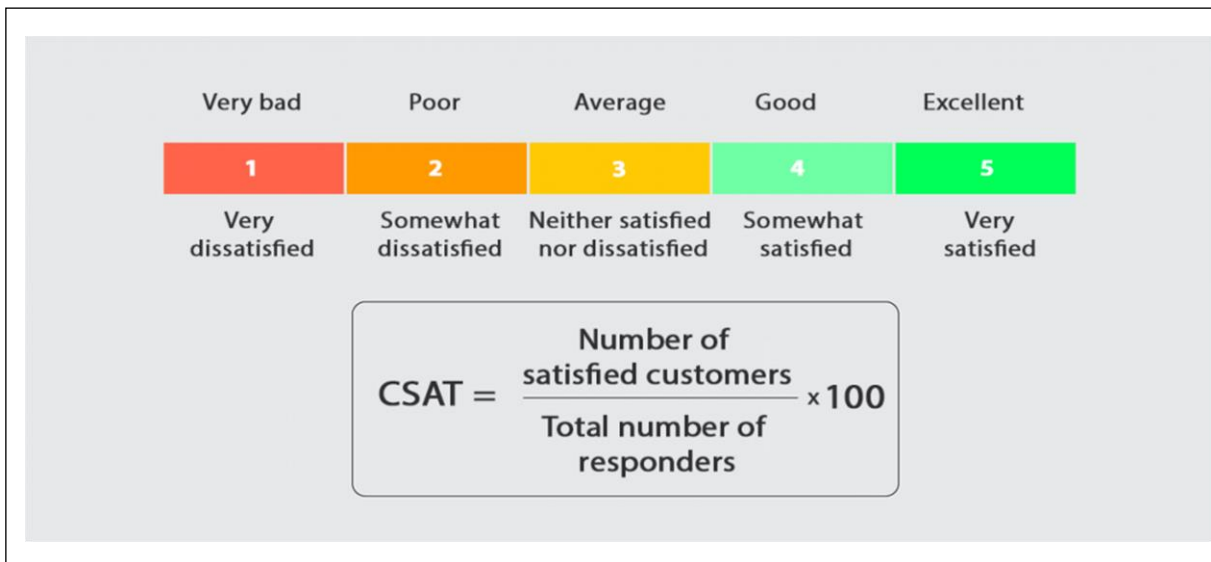 Very bad Poor Average Good Excellent
1 2 3 4 5
Very Somewhat Neither satisfied Somewhat Very
dissatisfied dissatisfied nor dissatisfied satisfied satisfied
Number of
satisfied customers
CSAT = × 100
Total number of
responders